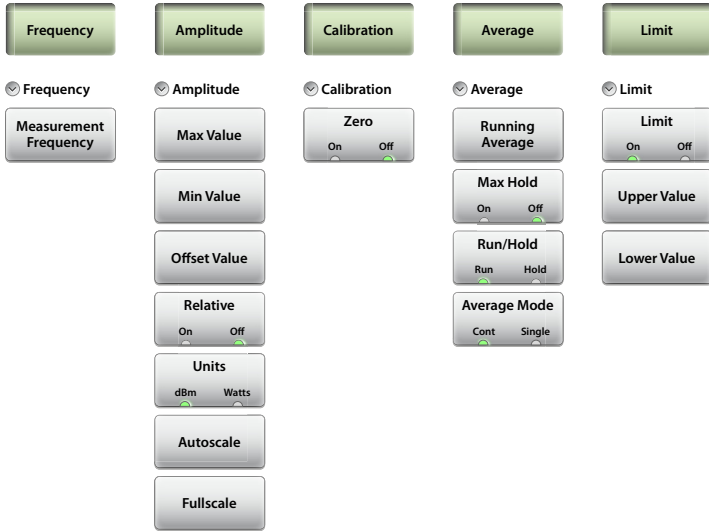 Frequency
Amplitude
Calibration
Average
Limit
Frequency
Measurement
Frequency
Amplitude
Max Value
Min Value
Offset Value
Relative
On Off
Units
dBm Watts
Autoscale
Fullscale
Calibration
Zero
On Off
Average
Running
Average
Max Hold
On Off
Run/Hold
Run Hold
Average Mode
Cont Single
Limit
Limit
On Off
Upper Value
Lower Value